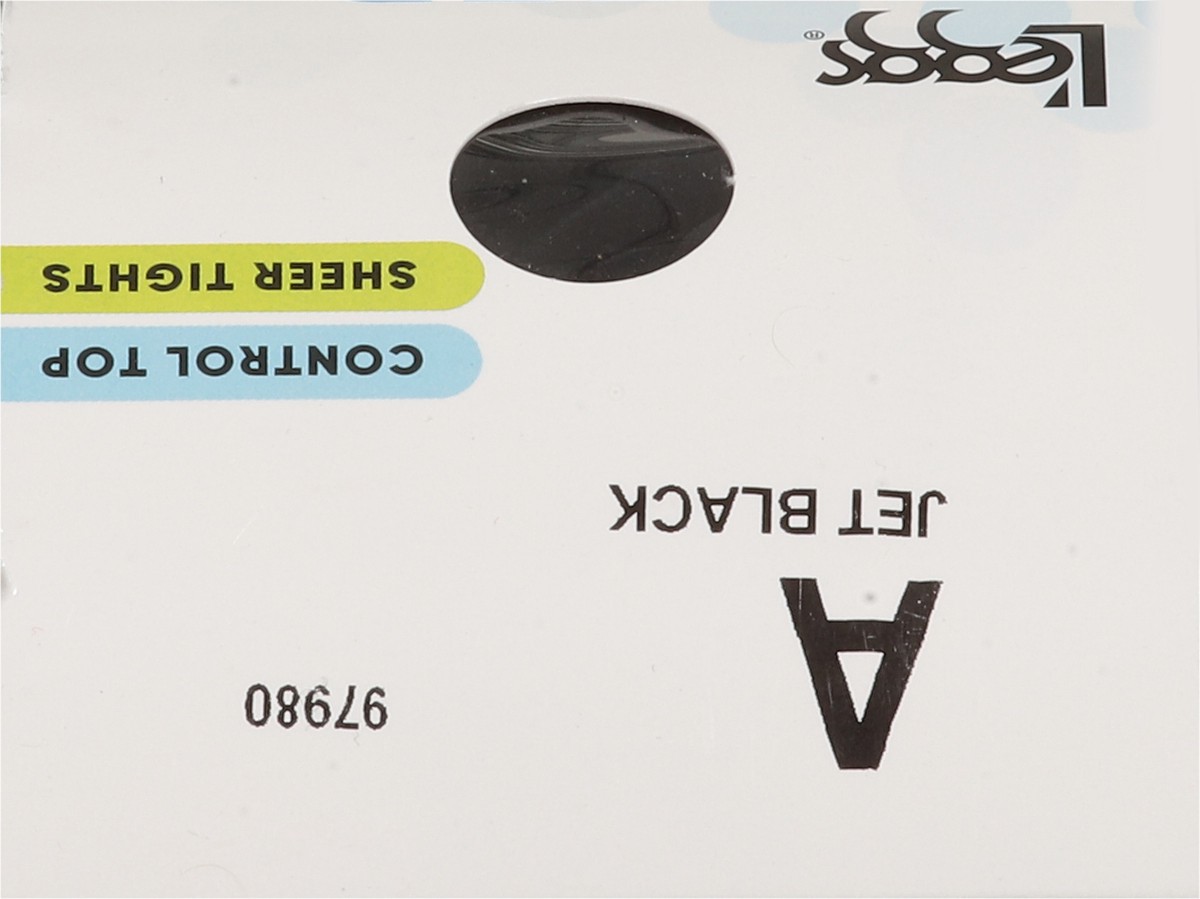 L'eggs®
SHEER TIGHTS
CONTROL TOP
JET BLACK
A
97980